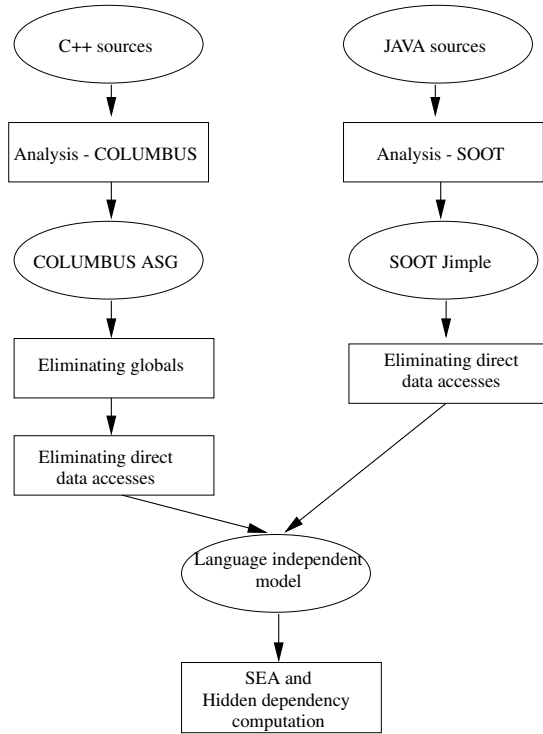 C++ sources
JAVA sources
Analysis - COLUMBUS
Analysis - SOOT
COLUMBUS ASG
SOOT Jimple
Eliminating globals
Eliminating direct
data accesses
Eliminating direct
data accesses
Language independent
model
SEA and
Hidden dependency
computation